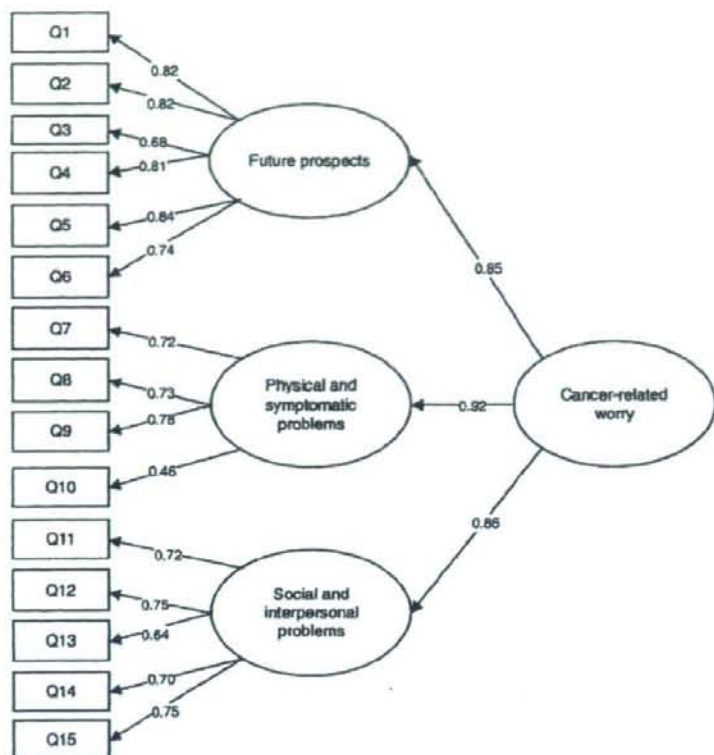 Q1
0.82
Q2
0.82
Q3
0.68
Future prospects
Q4
0.81
Q5
0.84
Q6
0.74
0.85
Q7
0.72
Q8
0.73
Physical and
symptomatic
problems
Q9
0.78
0.92
Cancer-related
worry
Q10
0.46
Q11
0.72
0.86
Q12
0.75
Social and
interpersonal
problems
Q13
0.64
Q14
0.70
Q15
0.75